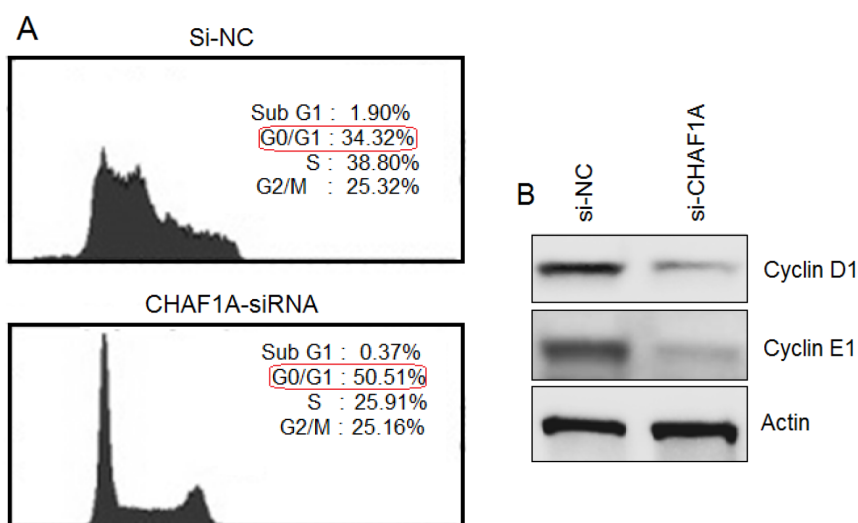 A
Si-NC
Sub G1 : 1.90%
G0/G1 : 34.32%
S : 38.80%
G2/M : 25.32%
CHAF1A-siRNA
Sub G1 : 0.37%
G0/G1 : 50.51%
S : 25.91%
G2/M : 25.16%
B
si-NC
si-CHAF1A
Cyclin D1
Cyclin E1
Actin